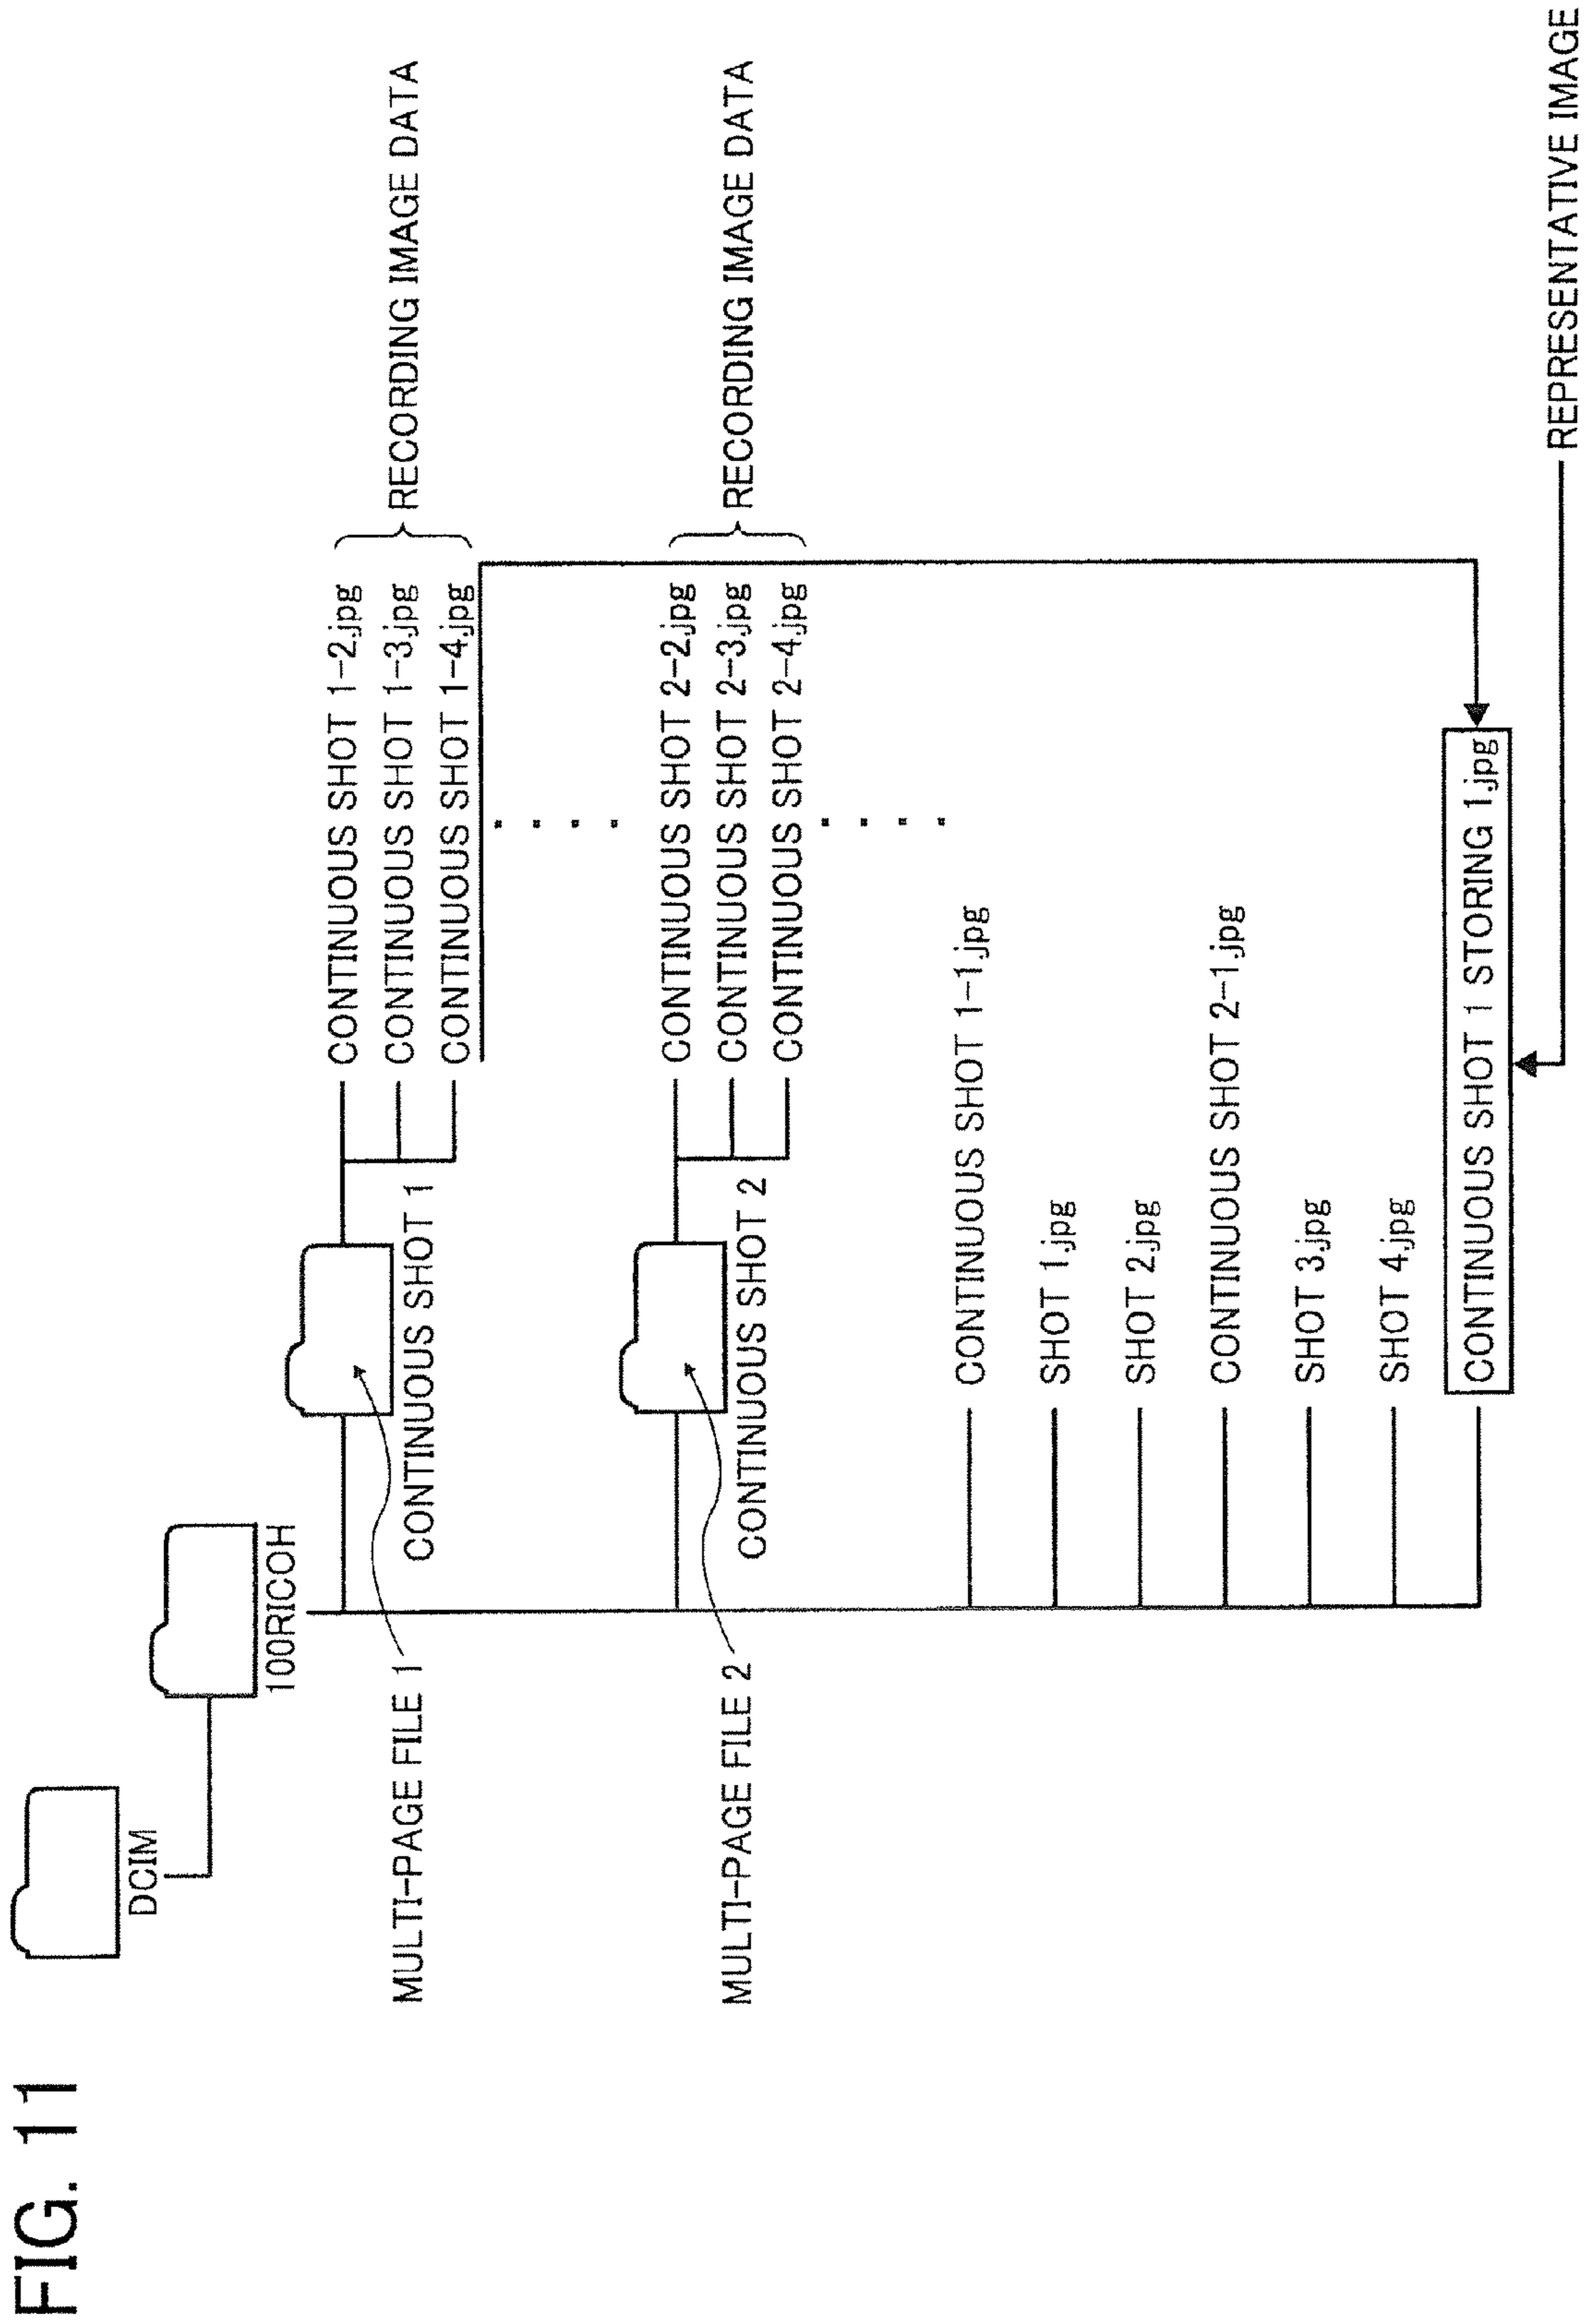 FIG. 11
DCIM
100RICOH
MULTI-PAGE FILE 1
CONTINUOUS SHOT 1
CONTINUOUS SHOT 1-2.jpg
CONTINUOUS SHOT 1-3.jpg
CONTINUOUS SHOT 1-4.jpg
RECORDING IMAGE DATA
MULTI-PAGE FILE 2
CONTINUOUS SHOT 2
CONTINUOUS SHOT 2-2.jpg
CONTINUOUS SHOT 2-3.jpg
CONTINUOUS SHOT 2-4.jpg
RECORDING IMAGE DATA
CONTINUOUS SHOT 1-1.jpg
SHOT 1.jpg
SHOT 2.jpg
CONTINUOUS SHOT 2-1.jpg
SHOT 3.jpg
SHOT 4.jpg
CONTINUOUS SHOT 1 STORING 1.jpg
REPRESENTATIVE IMAGE